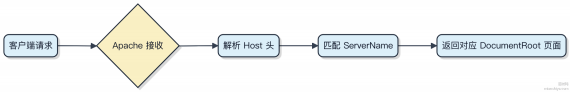 客户端请求
Apache 接收
解析 Host 头
匹配 ServerName
返回对应 DocumentRoot 页面